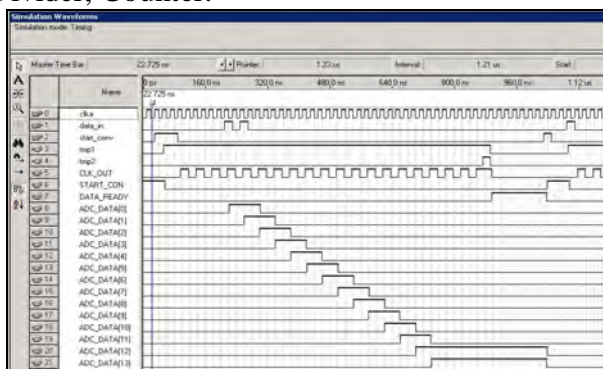 Counter.
Simulation Waveforms
Simulation mode: Timing
Master Time Bar: 22.725 ns Pointer: 1.23 us Interval: 1.21 us Start:
Name
0 ps 160.0 ns 320.0 ns 480.0 ns 640.0 ns 800.0 ns 960.0 ns 1.12 us
22.725 ns
0 clka
1 data_in
2 start_conv
3 tmp1
4 tmp2
5 CLK_OUT
6 START_CON
7 DATA_READY
8 ADC_DATA[0]
9 ADC_DATA[1]
10 ADC_DATA[2]
11 ADC_DATA[3]
12 ADC_DATA[4]
13 ADC_DATA[5]
14 ADC_DATA[6]
15 ADC_DATA[7]
16 ADC_DATA[8]
17 ADC_DATA[9]
18 ADC_DATA[10]
19 ADC_DATA[11]
20 ADC_DATA[12]
21 ADC_DATA[13]